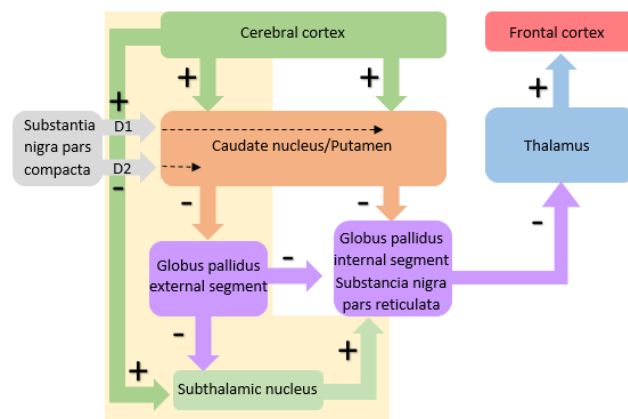 Cerebral cortex
Frontal cortex
+
+
+
+
Substantia
nigra pars
compacta
D1
D2
-
Caudate nucleus/Putamen
Thalamus
-
-
-
Globus pallidus
external segment
-
Globus pallidus
internal segment
Substancia nigra
pars reticulata
-
+
+
Subthalamic nucleus